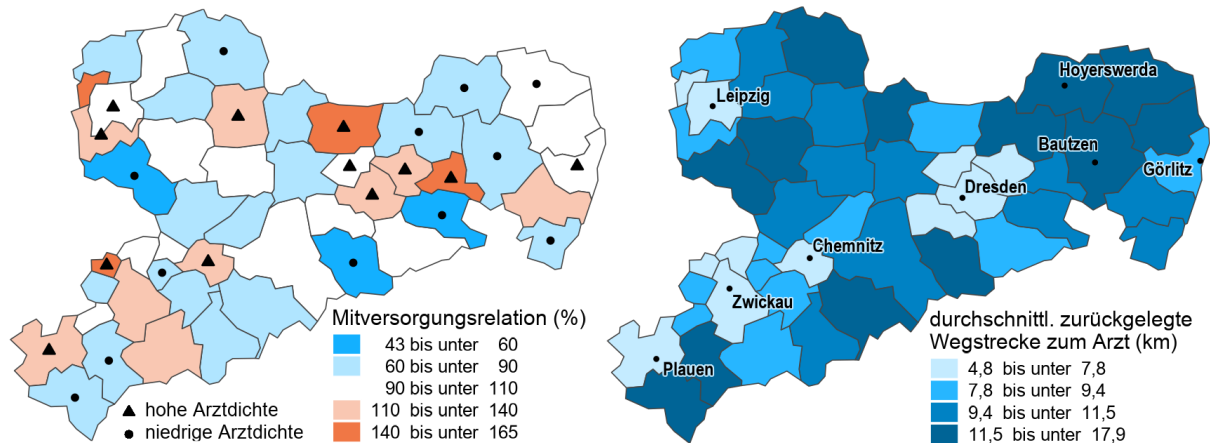 Mitversorgungsrelation (%)
43 bis unter 60
60 bis unter 90
90 bis unter 110
110 bis unter 140
140 bis unter 165
hohe Arztdichte
niedrige Arztdichte
Leipzig
Hoyerswerda
Bautzen
Görlitz
Dresden
Chemnitz
Zwickau
Plauen
durchschnittl. zurückgelegte
Wegstrecke zum Arzt (km)
4,8 bis unter 7,8
7,8 bis unter 9,4
9,4 bis unter 11,5
11,5 bis unter 17,9